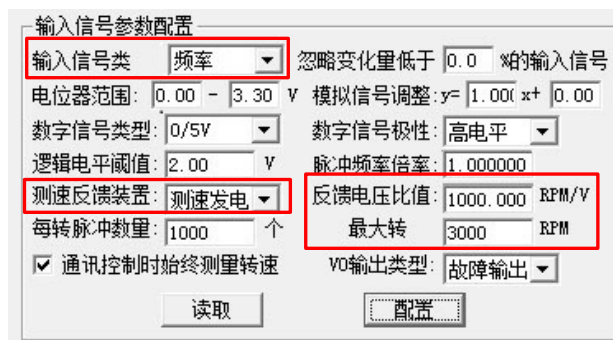 输入信号参数配置
输入信号类 频率 忽略变化量低于 0.0 %的输入信号
电位器范围: 0.00 - 3.30 V 模拟信号调整:y= 1.00( x+ 0.00
数字信号类型: 0/5V 数字信号极性: 高电平
逻辑电平阈值: 2.00 V 脉冲频率倍率: 1.000000
测速反馈装置: 测速发电 反馈电压比值: 1000.000 RPM/V
每转脉冲数量: 1000 个 最大转 3000 RPM
通讯控制时始终测量转速 VO输出类型: 故障输出
读取 配置